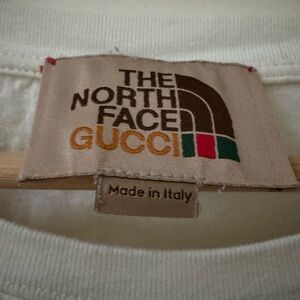 THE
NORTH
FACE
GUCCI
Made in Italy